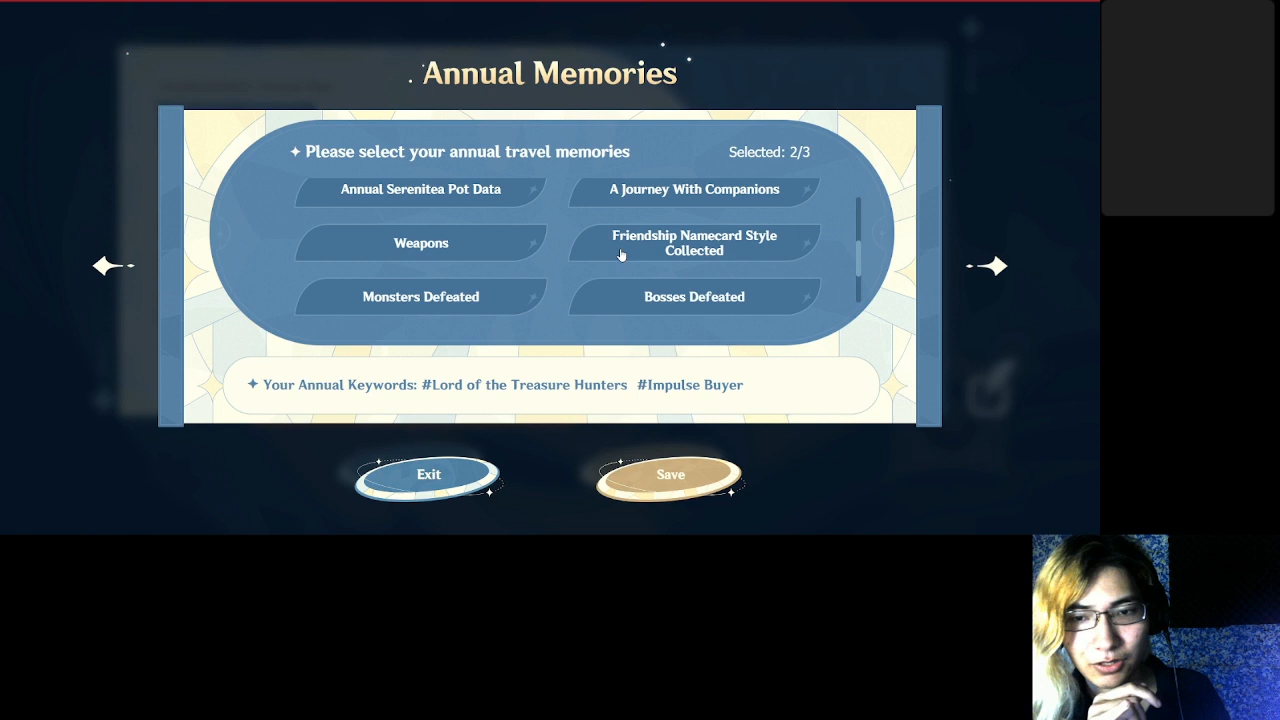 Annual Memories
Please select your annual travel memories
Selected: 2/3
Annual Serenitea Pot Data
A Journey With Companions
Weapons
Friendship Namecard Style
Collected
Monsters Defeated
Bosses Defeated
Your Annual Keywords: #Lord of the Treasure Hunters #Impulse Buyer
Exit
Save